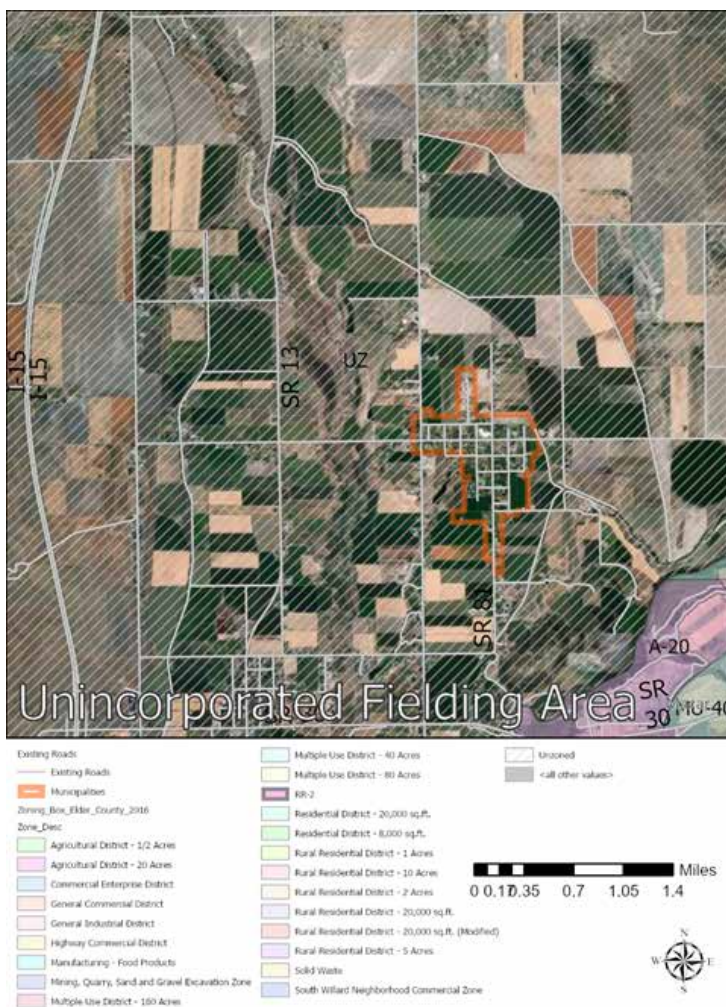 I-15
I-15
SR 13
UZ
SR 81
A-20
Unincorporated Fielding Area
SR
30
MU-40
Existing Roads
Existing Roads
Municipalities
Zoning_Box_Elder_County_2016
Zone_Desc
Agricultural District - 1/2 Acres
Agricultural District - 20 Acres
Commercial Enterprise District
General Commercial District
General Industrial District
Highway Commercial District
Manufacturing - Food Products
Mining, Quarry, Sand and Gravel Excavation Zone
Multiple Use District - 160 Acres
Multiple Use District - 40 Acres
Multiple Use District - 80 Acres
RR-2
Residential District - 20,000 sq.ft.
Residential District - 8,000 sq.ft.
Rural Residential District - 1 Acres
Rural Residential District - 10 Acres
Rural Residential District - 2 Acres
Rural Residential District - 20,000 sq.ft.
Rural Residential District - 20,000 sq.ft. (Modified)
Rural Residential District - 5 Acres
Solid Waste
South Willard Neighborhood Commercial Zone
Unzoned
<all other values>
Miles
0 0.17 0.35 0.7 1.05 1.4
N
W E
S